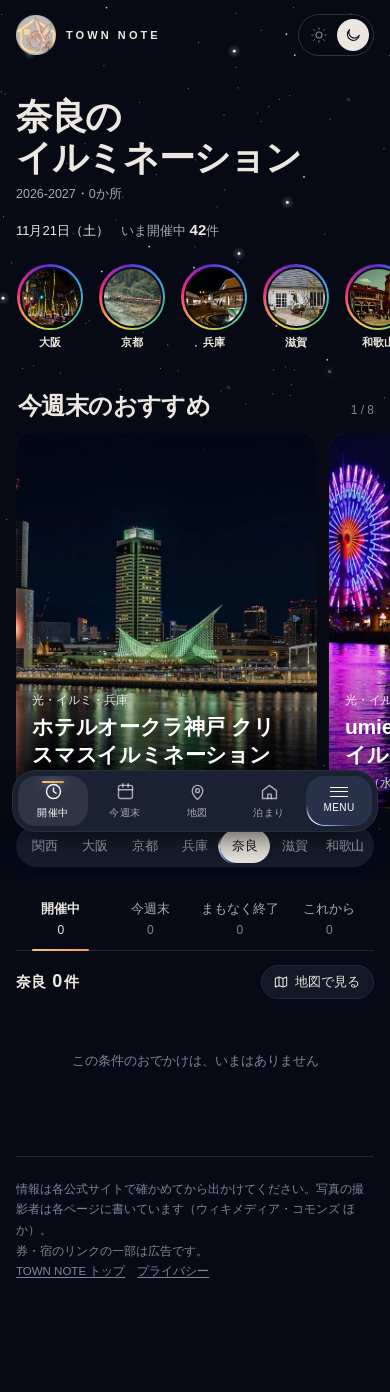 TOWN NOTE
奈良の
イルミネーション
2026-2027・0か所
11月21日（土） いま開催中 42件
大阪 京都 兵庫 滋賀 和歌山
今週末のおすすめ 1 / 8
光・イルミ・兵庫
ホテルオークラ神戸 クリ
スマスイルミネーション
光・イルミ
umie
イル
（水
開催中 今週末 地図 泊まり MENU
関西 大阪 京都 兵庫 奈良 滋賀 和歌山
開催中 今週末 まもなく終了 これから
0 0 0 0
奈良 0件 地図で見る
この条件のおでかけは、いまはありません
情報は各公式サイトで確かめてから出かけてください。写真の撮
影者は各ページに書いています（ウィキメディア・コモンズ ほ
か）。
券・宿のリンクの一部は広告です。
TOWN NOTE トップ プライバシー